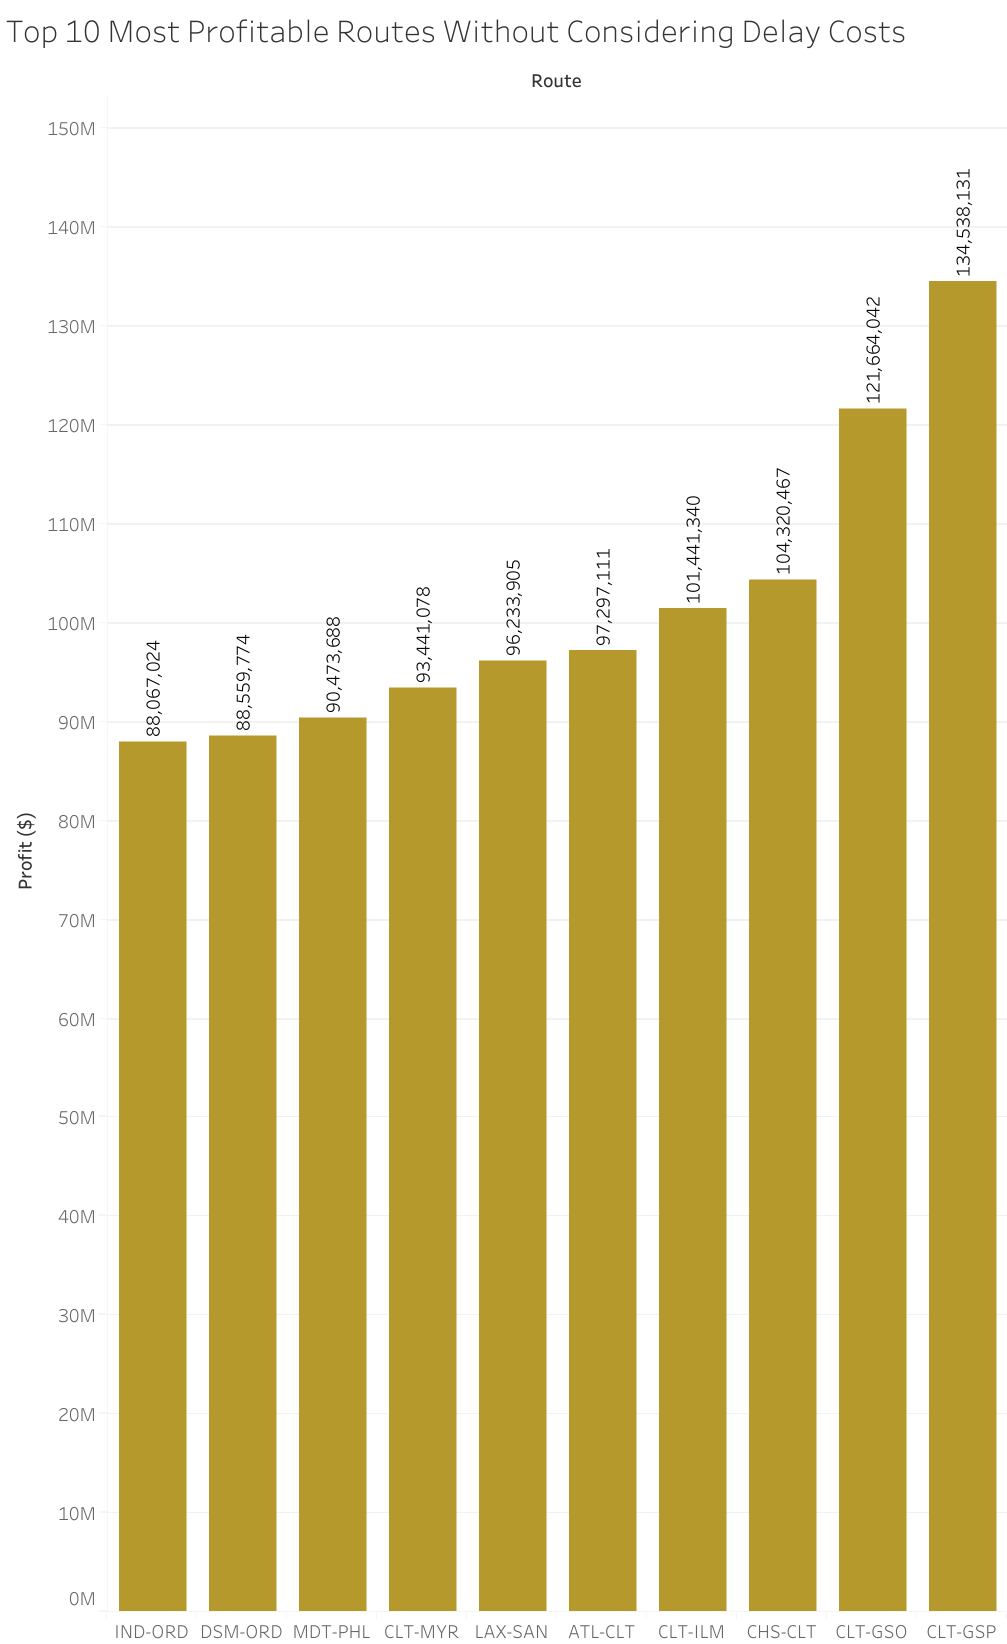 Top 10 Most Profitable Routes Without Considering Delay Costs
Route
150M
140M
130M
120M
110M
100M
90M
80M
70M
60M
50M
40M
30M
20M
10M
0M
Profit ($)
88,067,024
88,559,774
90,473,688
93,441,078
96,233,905
97,297,111
101,441,340
104,320,467
121,664,042
134,538,131
IND-ORD DSM-ORD MDT-PHL CLT-MYR LAX-SAN ATL-CLT CLT-ILM CHS-CLT CLT-GSO CLT-GSP